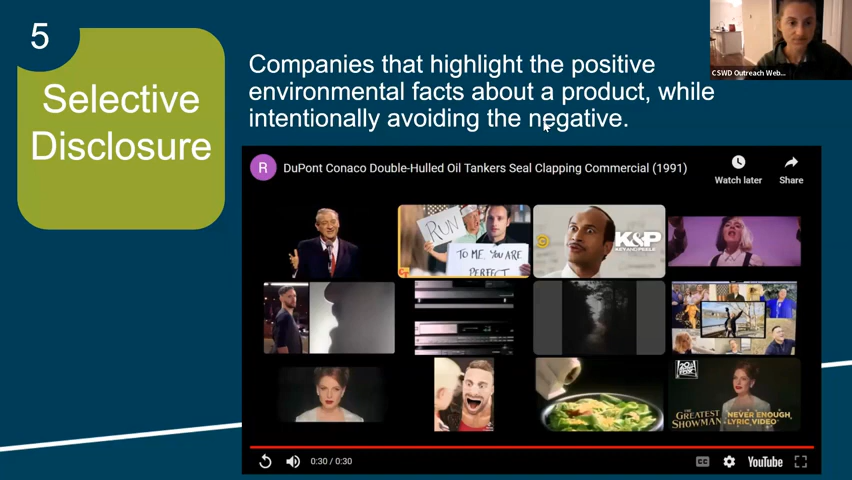 5
Selective
Disclosure
Companies that highlight the positive
environmental facts about a product, while
intentionally avoiding the negative.
CSWD Outreach Web...
R
DuPont Conaco Double-Hulled Oil Tankers Seal Clapping Commercial (1991)
Watch later
Share
RUN
TO ME, YOU ARE
PERFECT
K&P
KEY AND PEELE
20
FOX
THE
GREATEST
SHOWMAN
NEVER ENOUGH
LYRIC VIDEO
0:30 / 0:30
CC
YouTube